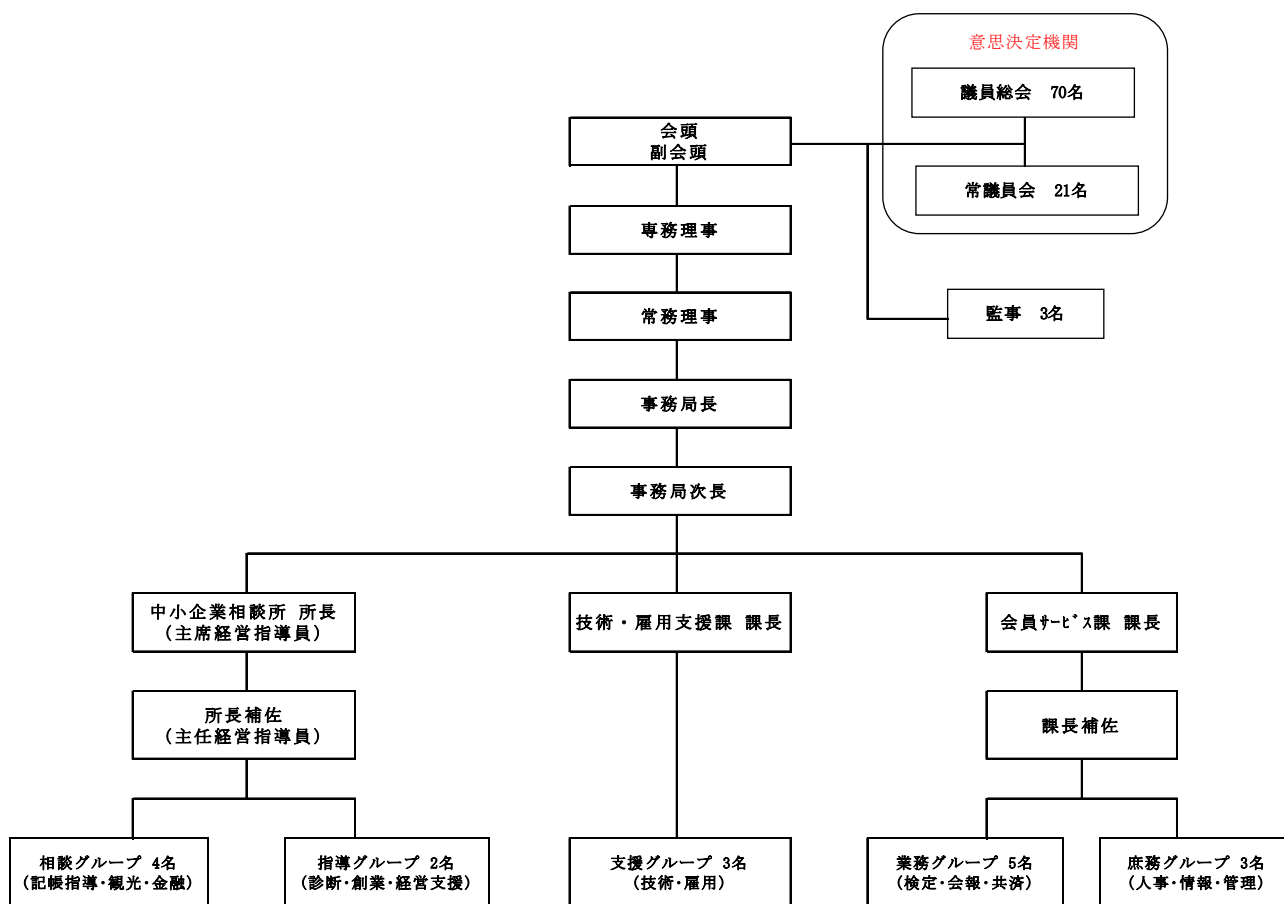 意思決定機関
議員総会 70名
会頭
副会頭
常議員会 21名
専務理事
監事 3名
常務理事
事務局長
事務局次長
中小企業相談所 所長
(主席経営指導員)
技術・雇用支援課 課長
会員ｻｰﾋﾞｽ課 課長
所長補佐
(主任経営指導員)
課長補佐
相談グループ 4名
(記帳指導・観光・金融)
指導グループ 2名
(診断・創業・経営支援)
支援グループ 3名
(技術・雇用)
業務グループ 5名
(検定・会報・共済)
庶務グループ 3名
(人事・情報・管理)